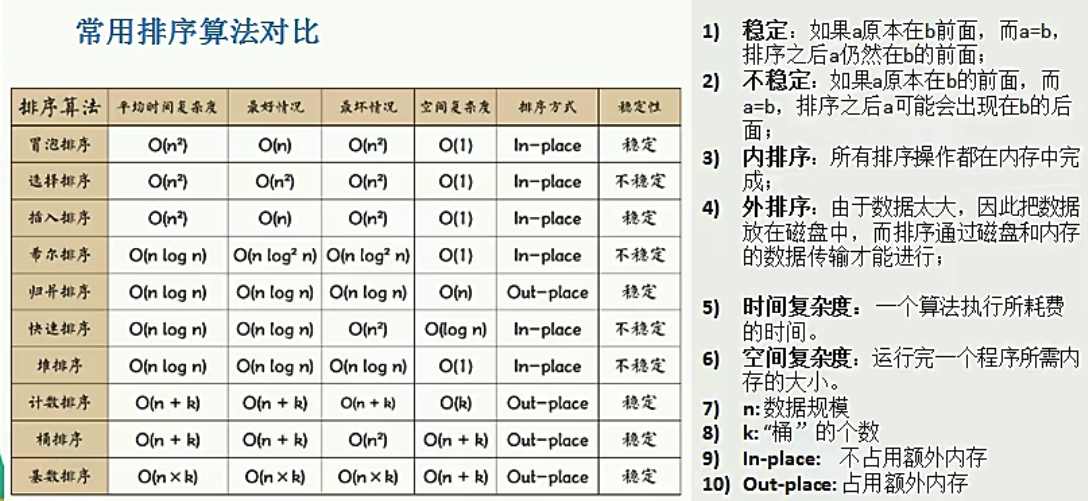 常用排序算法对比
排序算法 平均时间复杂度 最好情况 最坏情况 空间复杂度 排序方式 稳定性
冒泡排序 O(n²) O(n) O(n²) O(1) In-place 稳定
选择排序 O(n²) O(n²) O(n²) O(1) In-place 不稳定
插入排序 O(n²) O(n) O(n²) O(1) In-place 稳定
希尔排序 O(n log n) O(n log² n) O(n log² n) O(1) In-place 不稳定
归并排序 O(n log n) O(n log n) O(n log n) O(n) Out-place 稳定
快速排序 O(n log n) O(n log n) O(n²) O(log n) In-place 不稳定
堆排序 O(n log n) O(n log n) O(n log n) O(1) In-place 不稳定
计数排序 O(n + k) O(n + k) O(n + k) O(k) Out-place 稳定
桶排序 O(n + k) O(n + k) O(n²) O(n + k) Out-place 稳定
基数排序 O(n×k) O(n×k) O(n×k) O(n + k) Out-place 稳定
1) 稳定：如果a原本在b前面，而a=b，
排序之后a仍然在b的前面；
2) 不稳定：如果a原本在b的前面，而
a=b，排序之后a可能会出现在b的后
面；
3) 内排序：所有排序操作都在内存中完
成；
4) 外排序：由于数据太大，因此把数据
放在磁盘中，而排序通过磁盘和内存
的数据传输才能进行；
5) 时间复杂度：一个算法执行所耗费
的时间。
6) 空间复杂度：运行完一个程序所需内
存的大小。
7) n: 数据规模
8) k: “桶”的个数
9) In-place: 不占用额外内存
10) Out-place: 占用额外内存